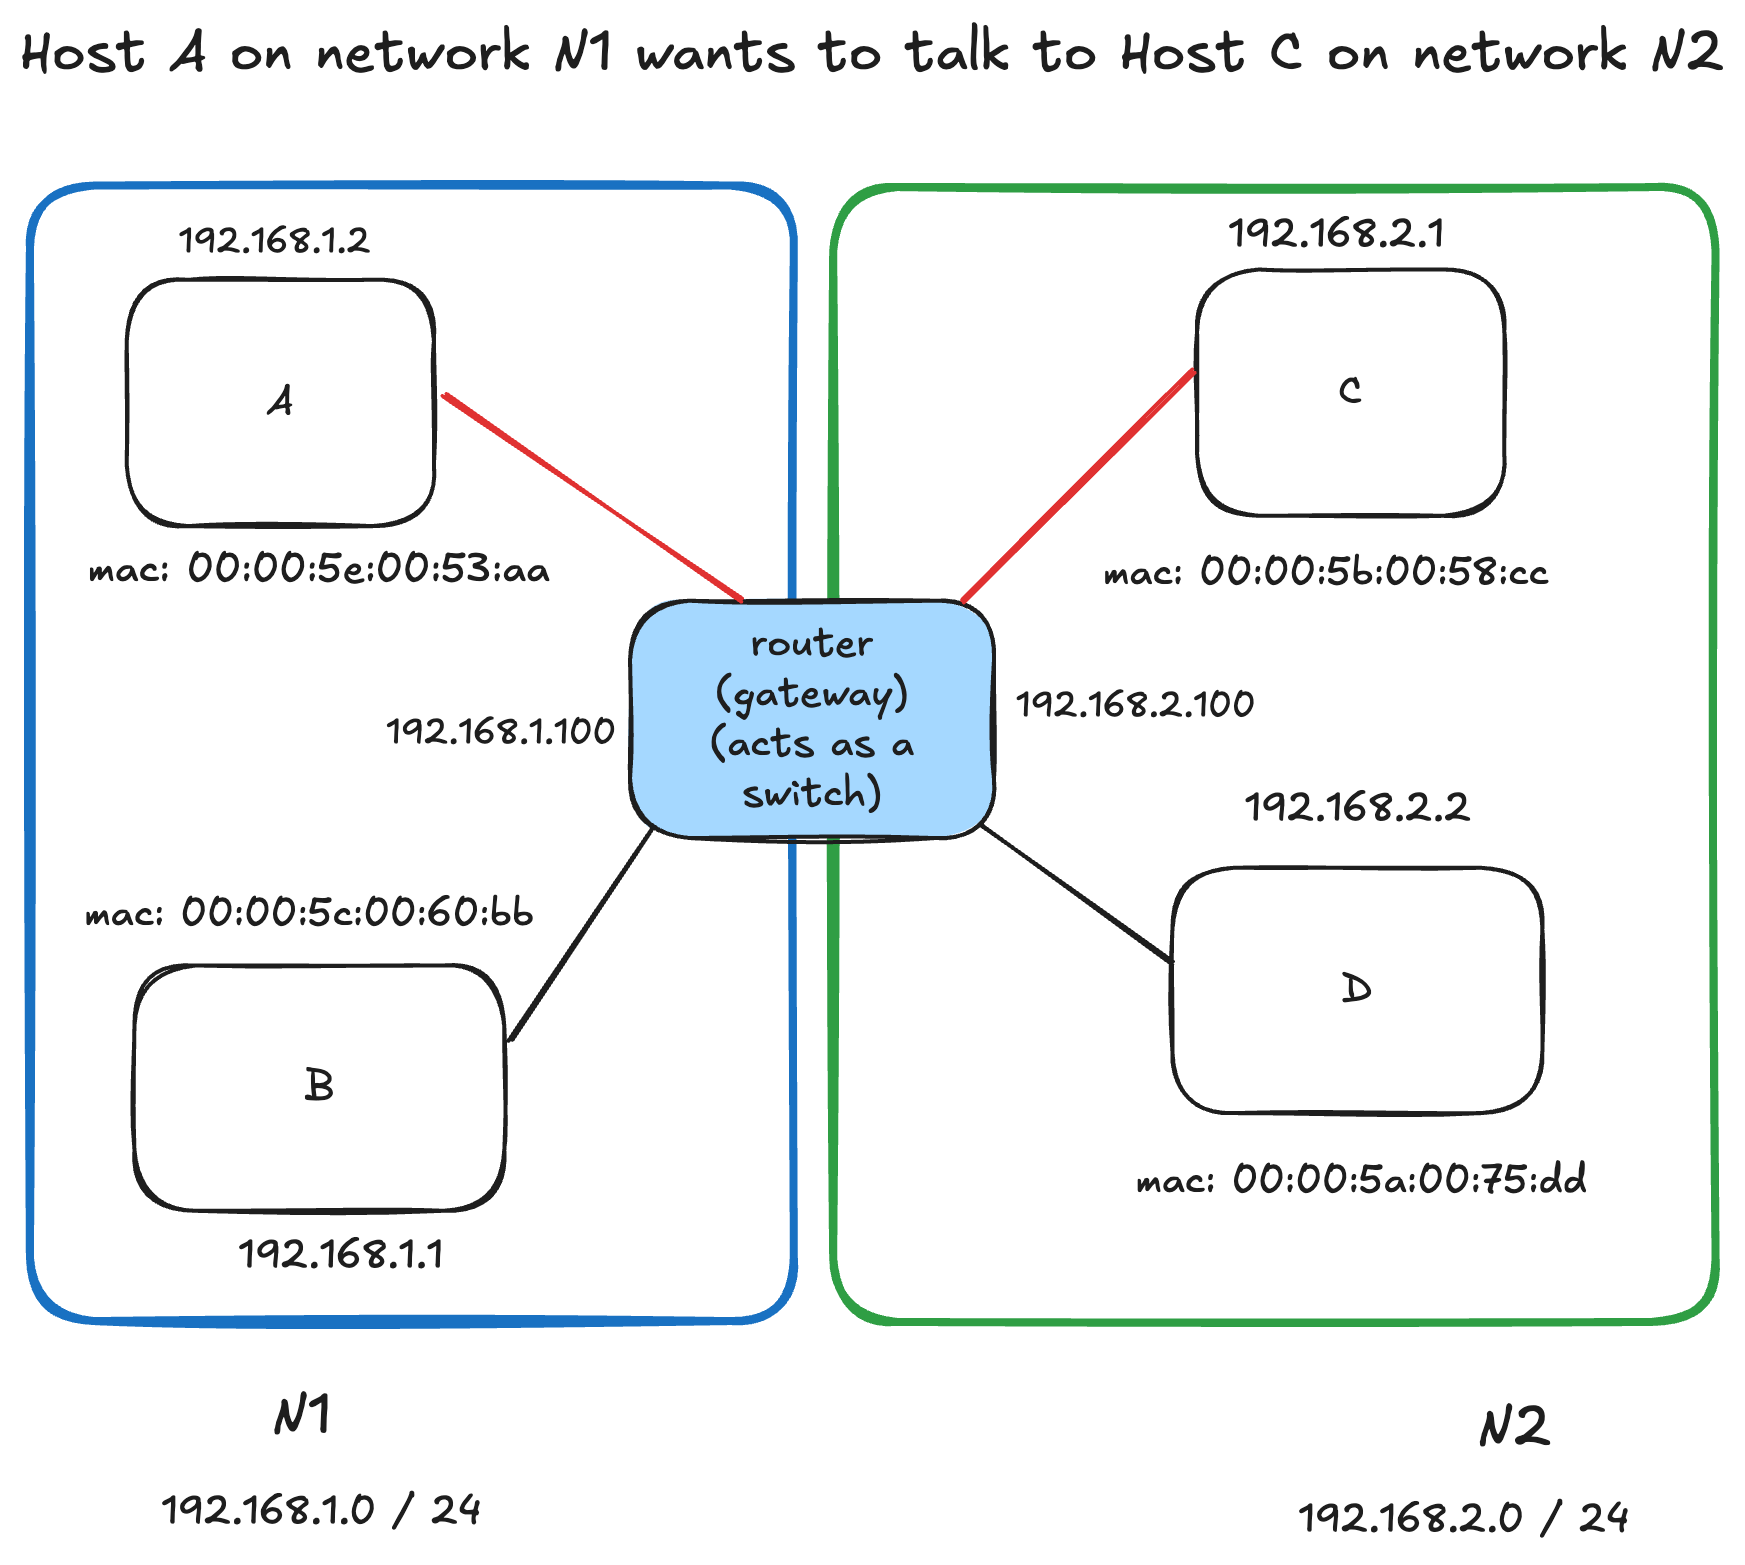 Host A on network N1 wants to talk to Host C on network N2
192.168.1.2
A
mac: 00:00:5e:00:53:aa
192.168.2.1
C
mac: 00:00:5b:00:58:cc
router
(gateway)
(acts as a
switch)
192.168.1.100
192.168.2.100
mac: 00:00:5c:00:60:bb
B
192.168.1.1
192.168.2.2
D
mac: 00:00:5a:00:75:dd
N1
192.168.1.0 / 24
N2
192.168.2.0 / 24